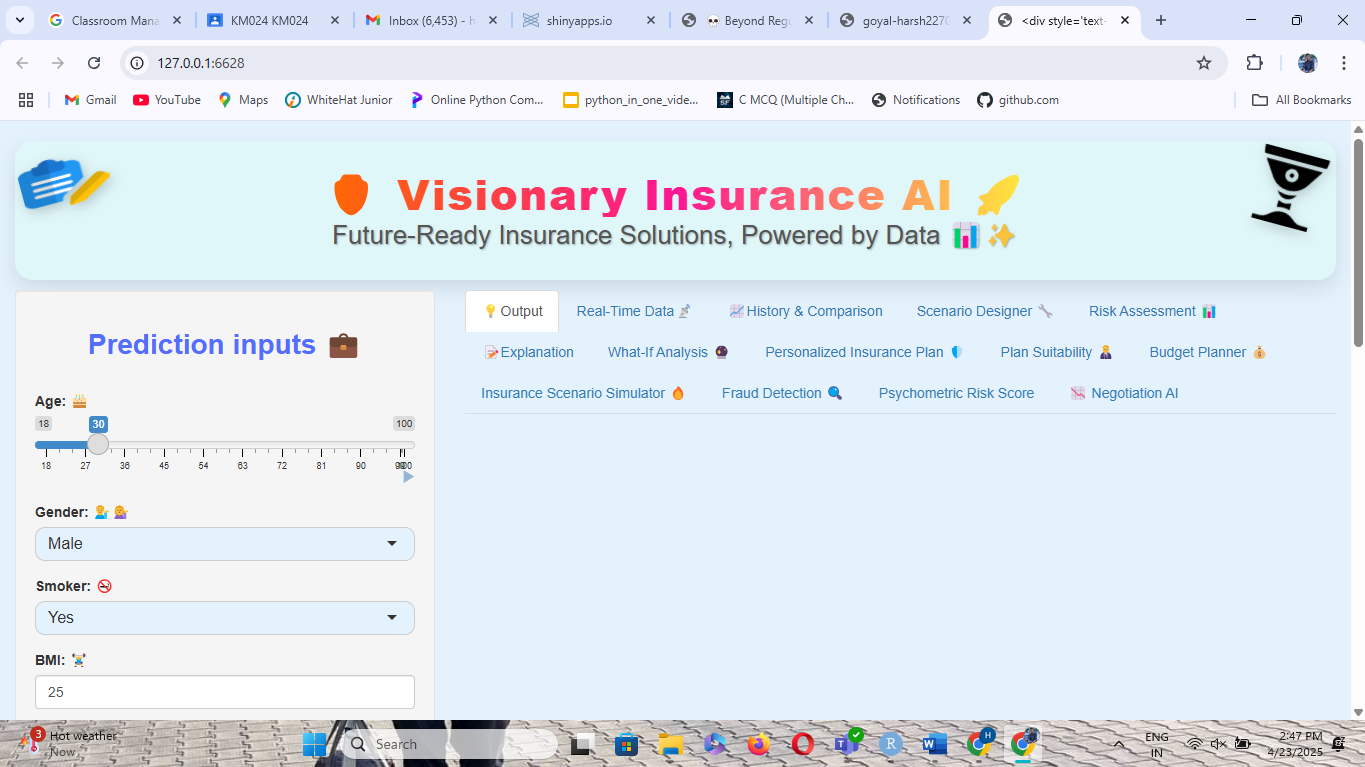 Classroom Mana
KM024 KM024
Inbox (6,453) - h
shinyapps.io
Beyond Regu
goyal-harsh2270
<div style='text-
127.0.0.1:6628
Gmail
YouTube
Maps
WhiteHat Junior
Online Python Com...
python_in_one_vide...
C MCQ (Multiple Ch...
Notifications
github.com
All Bookmarks
Visionary Insurance AI
Future-Ready Insurance Solutions, Powered by Data
Prediction inputs
Age:
18
30
100
18 27 36 45 54 63 72 81 90 99 100
Gender:
Male
Smoker:
Yes
BMI:
25
Output
Real-Time Data
History & Comparison
Scenario Designer
Risk Assessment
Explanation
What-If Analysis
Personalized Insurance Plan
Plan Suitability
Budget Planner
Insurance Scenario Simulator
Fraud Detection
Psychometric Risk Score
Negotiation AI
3
Hot weather
Now
Search
H
ENG
IN
2:47 PM
4/23/2025